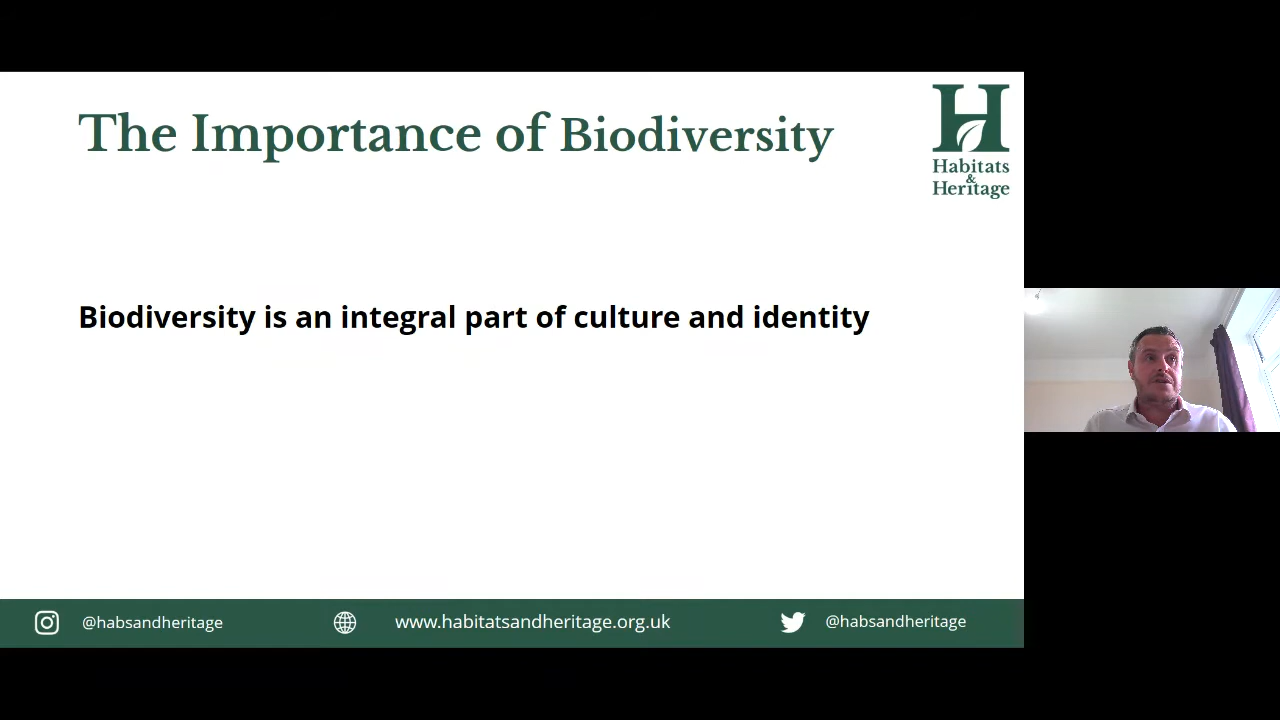 The Importance of Biodiversity
Habitats
&
Heritage
Biodiversity is an integral part of culture and identity
@habsandheritage
www.habitatsandheritage.org.uk
@habsandheritage